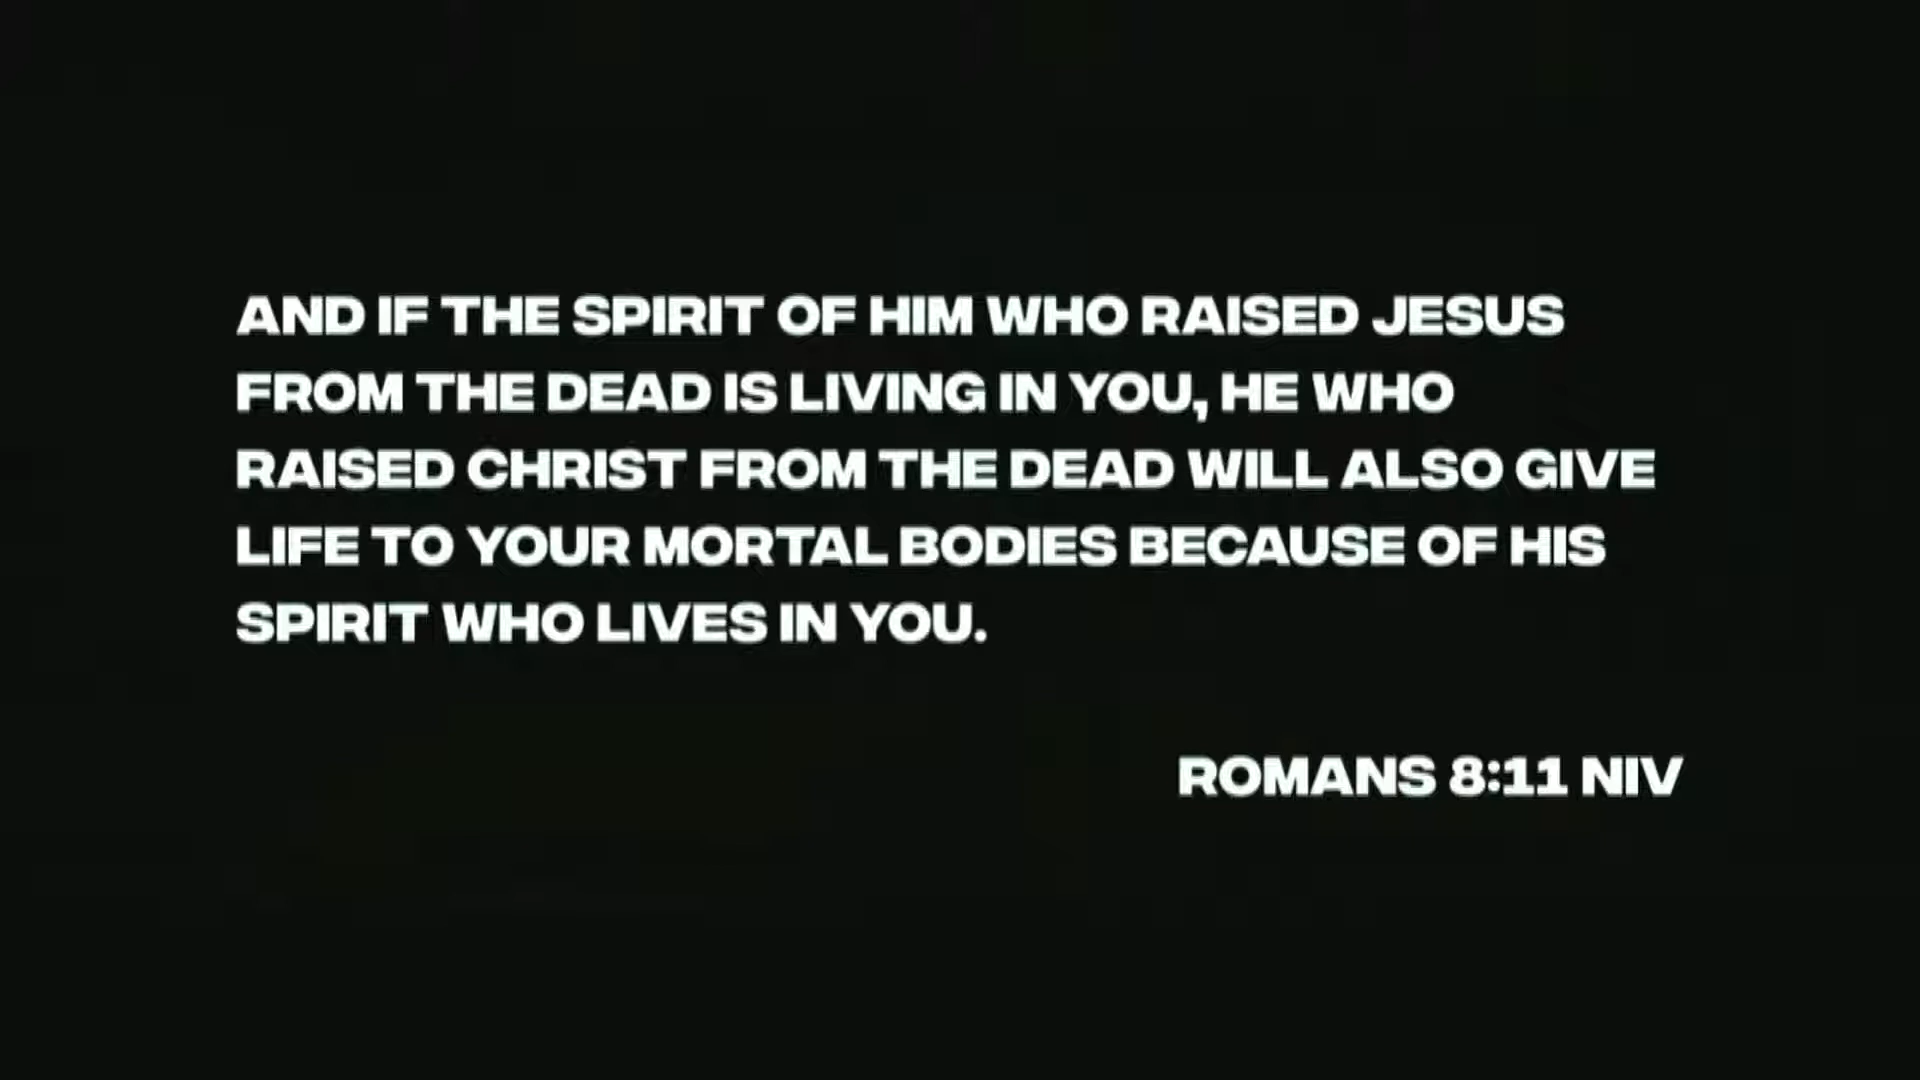 AND IF THE SPIRIT OF HIM WHO RAISED JESUS
FROM THE DEAD IS LIVING IN YOU, HE WHO
RAISED CHRIST FROM THE DEAD WILL ALSO GIVE
LIFE TO YOUR MORTAL BODIES BECAUSE OF HIS
SPIRIT WHO LIVES IN YOU.
ROMANS 8:11 NIV